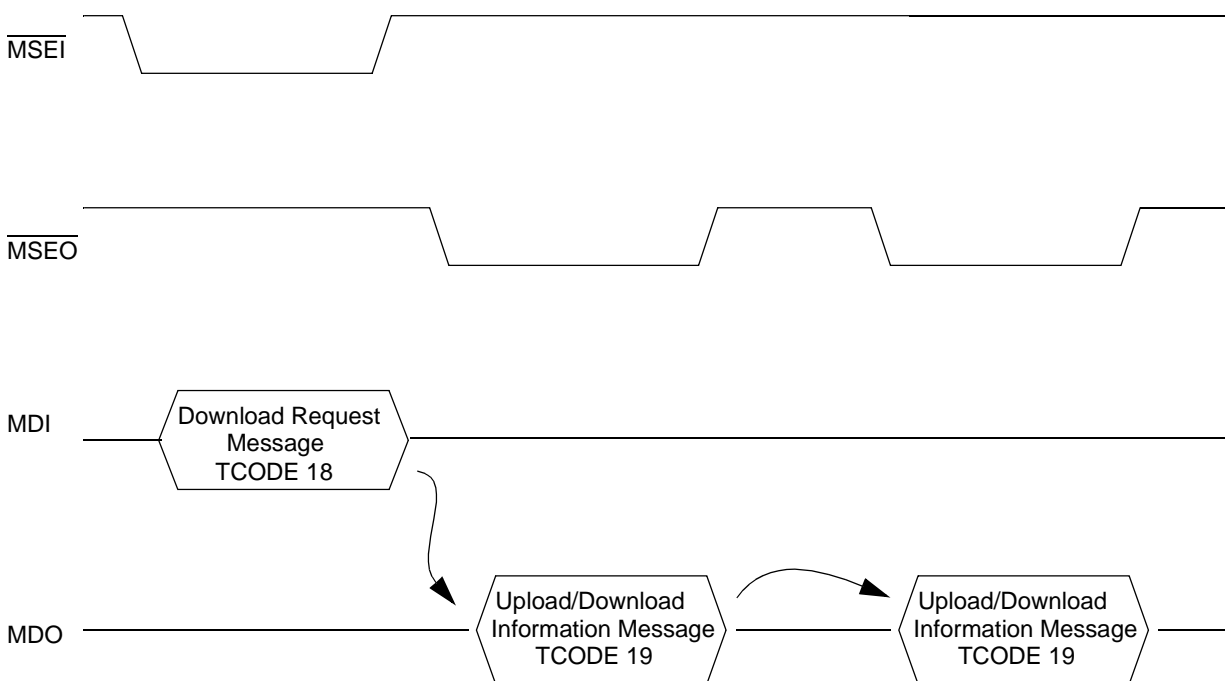 MSEI
MSEO
MDI
Download Request
Message
TCODE 18
MDO
Upload/Download
Information Message
TCODE 19
Upload/Download
Information Message
TCODE 19